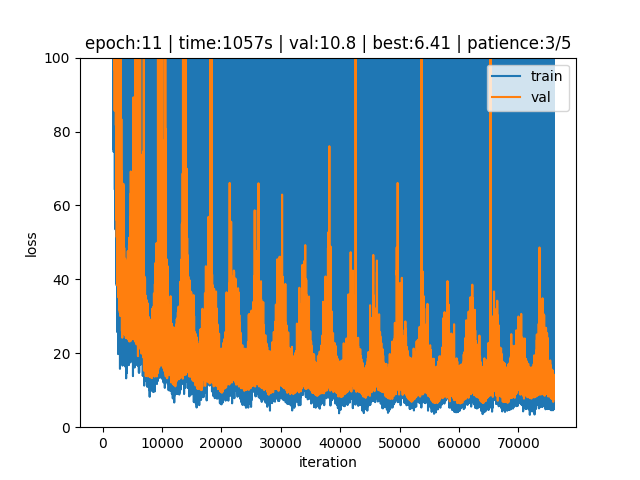 epoch:11 | time:1057s | val:10.8 | best:6.41 | patience:3/5
100
80
60
40
20
0
loss
train
val
0 10000 20000 30000 40000 50000 60000 70000
iteration